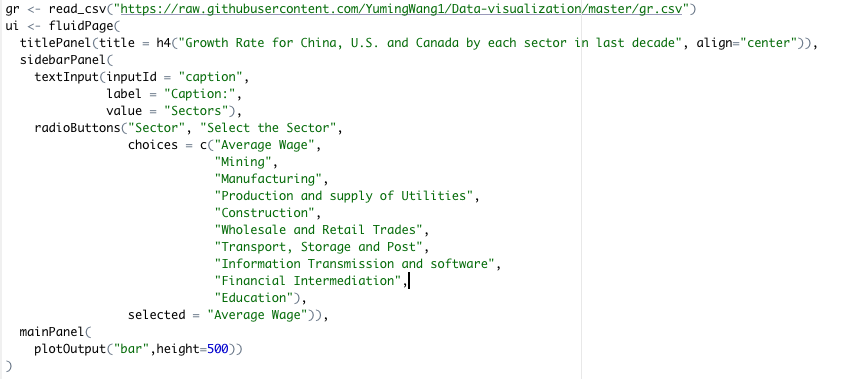 gr <- read_csv("https://raw.githubusercontent.com/YumingWang1/Data-visualization/master/gr.csv")
ui <- fluidPage(
  titlePanel(title = h4("Growth Rate for China, U.S. and Canada by each sector in last decade", align="center")),
  sidebarPanel(
    textInput(inputId = "caption",
              label = "Caption:",
              value = "Sectors"),
    radioButtons("Sector", "Select the Sector",
                 choices = c("Average Wage",
                             "Mining",
                             "Manufacturing",
                             "Production and supply of Utilities",
                             "Construction",
                             "Wholesale and Retail Trades",
                             "Transport, Storage and Post",
                             "Information Transmission and software",
                             "Financial Intermediation",
                             "Education"),
                 selected = "Average Wage")),
  mainPanel(
    plotOutput("bar",height=500))
)